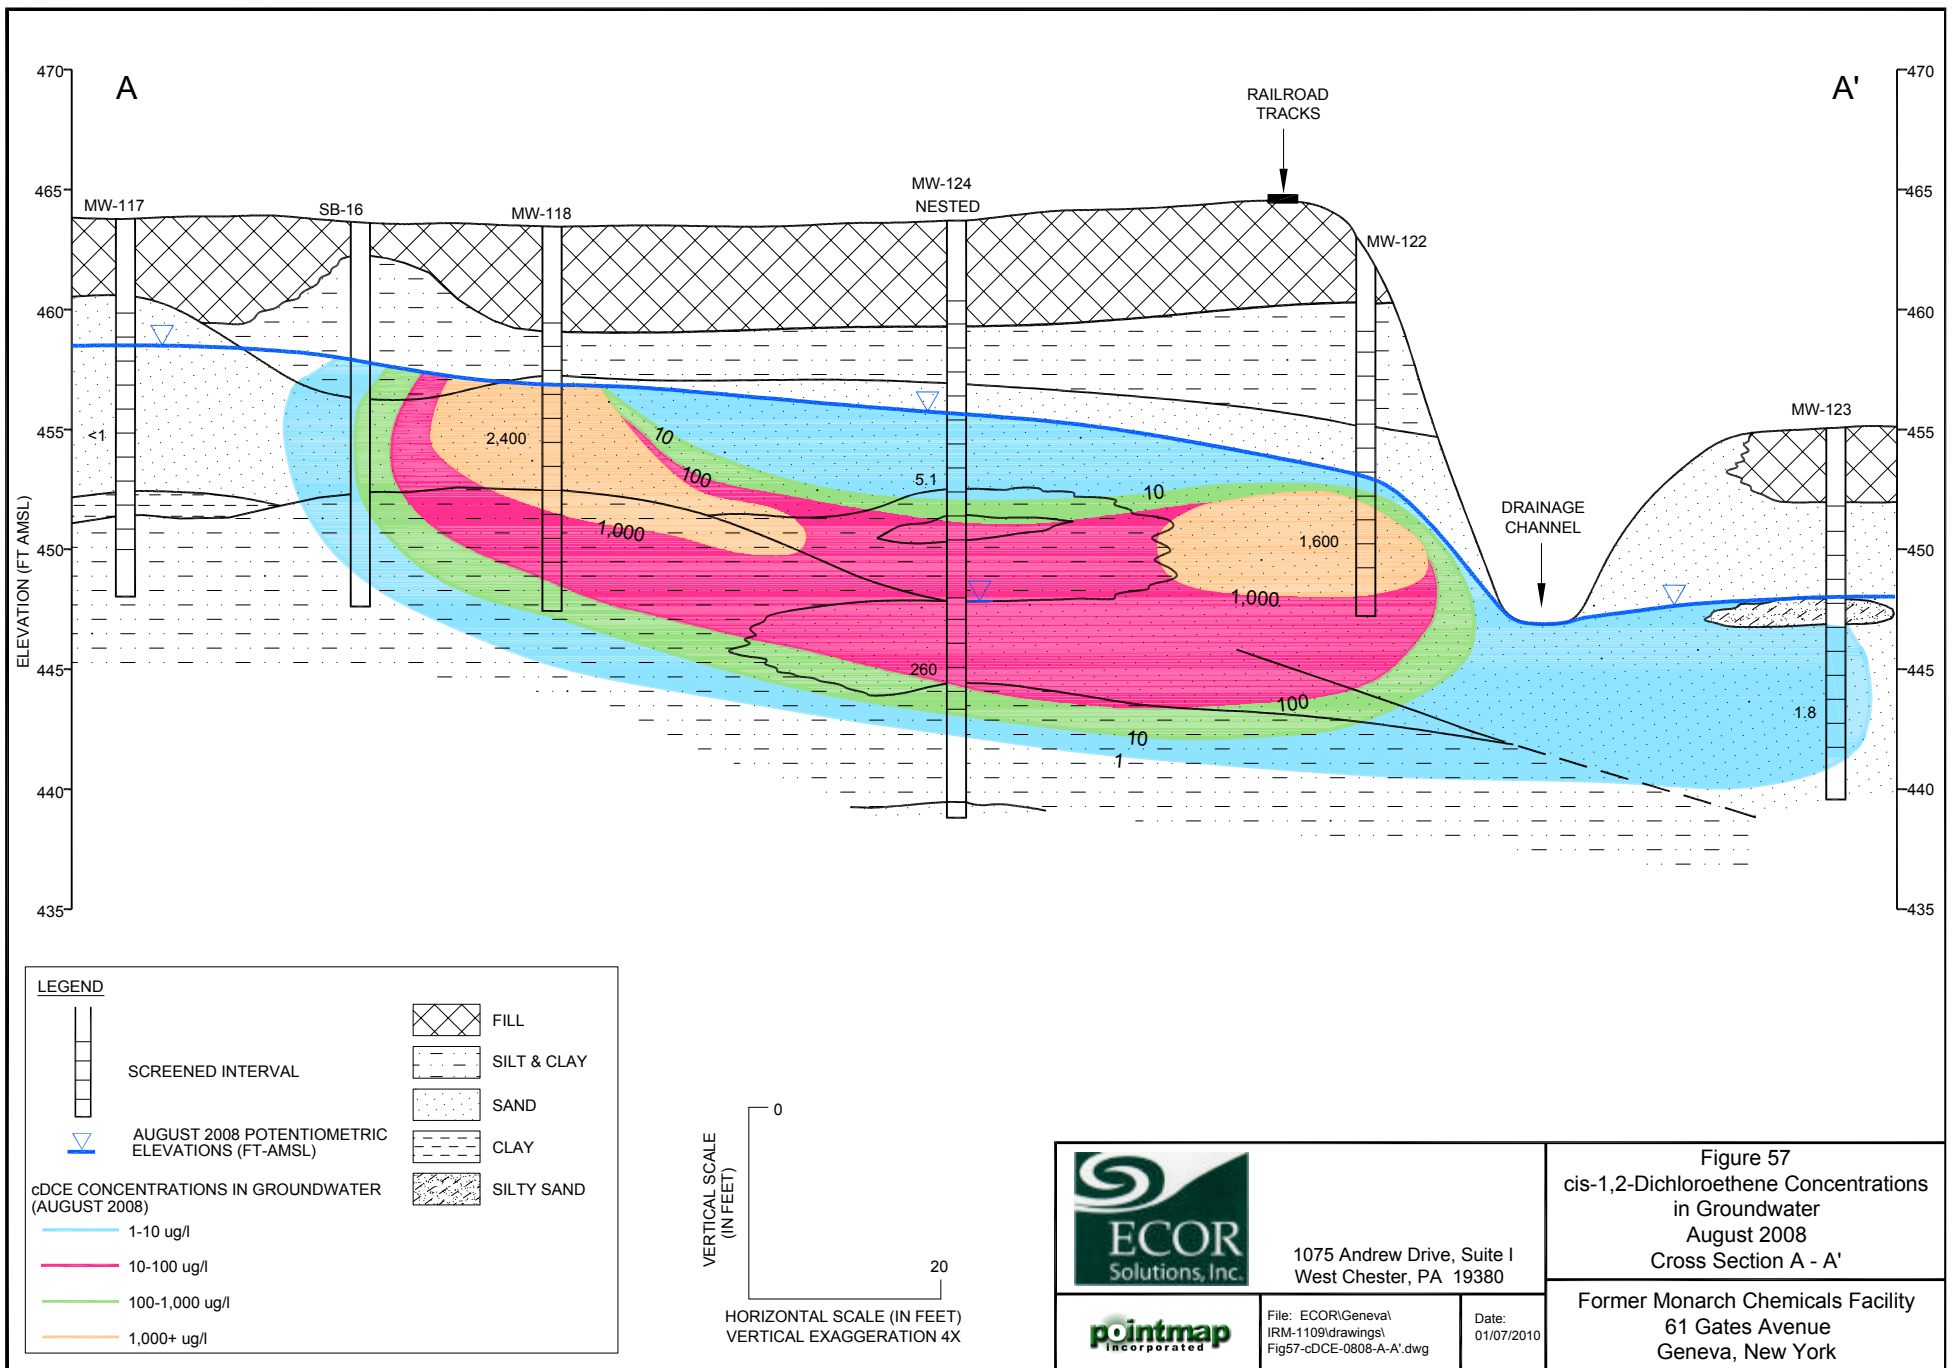 A
A'
470
465
460
455
450
445
440
435
ELEVATION (FT AMSL)
470
465
460
455
450
445
440
435
RAILROAD
TRACKS
MW-117
SB-16
MW-118
MW-124
NESTED
MW-122
MW-123
DRAINAGE
CHANNEL
<1
2,400
10
100
1,000
5.1
10
1,600
1,000
260
100
10
1
1.8
LEGEND
SCREENED INTERVAL
AUGUST 2008 POTENTIOMETRIC
ELEVATIONS (FT-AMSL)
cDCE CONCENTRATIONS IN GROUNDWATER
(AUGUST 2008)
1-10 ug/l
10-100 ug/l
100-1,000 ug/l
1,000+ ug/l
FILL
SILT & CLAY
SAND
CLAY
SILTY SAND
0
VERTICAL SCALE
(IN FEET)
20
HORIZONTAL SCALE (IN FEET)
VERTICAL EXAGGERATION 4X
ECOR
Solutions, Inc.
1075 Andrew Drive, Suite I
West Chester, PA 19380
pointmap
incorporated
File: ECOR\Geneva\
IRM-1109\drawings\
Fig57-cDCE-0808-A-A'.dwg
Date:
01/07/2010
Figure 57
cis-1,2-Dichloroethene Concentrations
in Groundwater
August 2008
Cross Section A - A'
Former Monarch Chemicals Facility
61 Gates Avenue
Geneva, New York